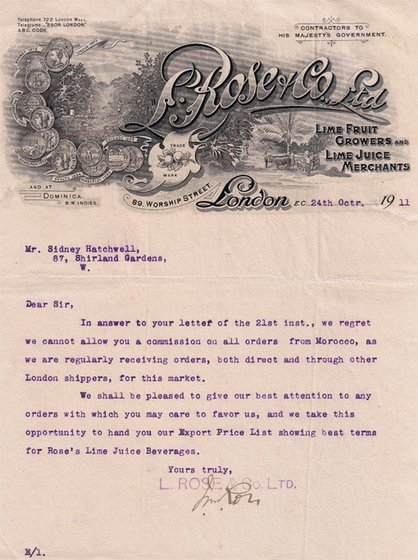 Telephone 722 London Wall.
Telegrams "ESOR LONDON"
A.B.C. CODE
CONTRACTORS TO
HIS MAJESTY'S GOVERNMENT.
L. Rose & Co. Ltd
LIME FRUIT
GROWERS AND
LIME JUICE
MERCHANTS
TRADE
MARK
AND AT
DOMINICA.
B.W. INDIES.
89, WORSHIP STREET.
London E.C. 24th Octr. 1911
Mr. Sidney Hatchwell,
87, Shirland Gardens,
W.
Dear Sir,
In answer to your lettef of the 21st inst., we regret
we cannot allow you a commission on all orders from Morocco, as
we are regularly receiving orders, both direct and through other
London shippers, for this market.
We shall be pleased to give our best attention to any
orders with which you may care to favor us, and we take this
opportunity to hand you our Export Price List showing best terms
for Rose's Lime Juice Beverages.
Yours truly,
L. ROSE & CO. LTD.
E/1.